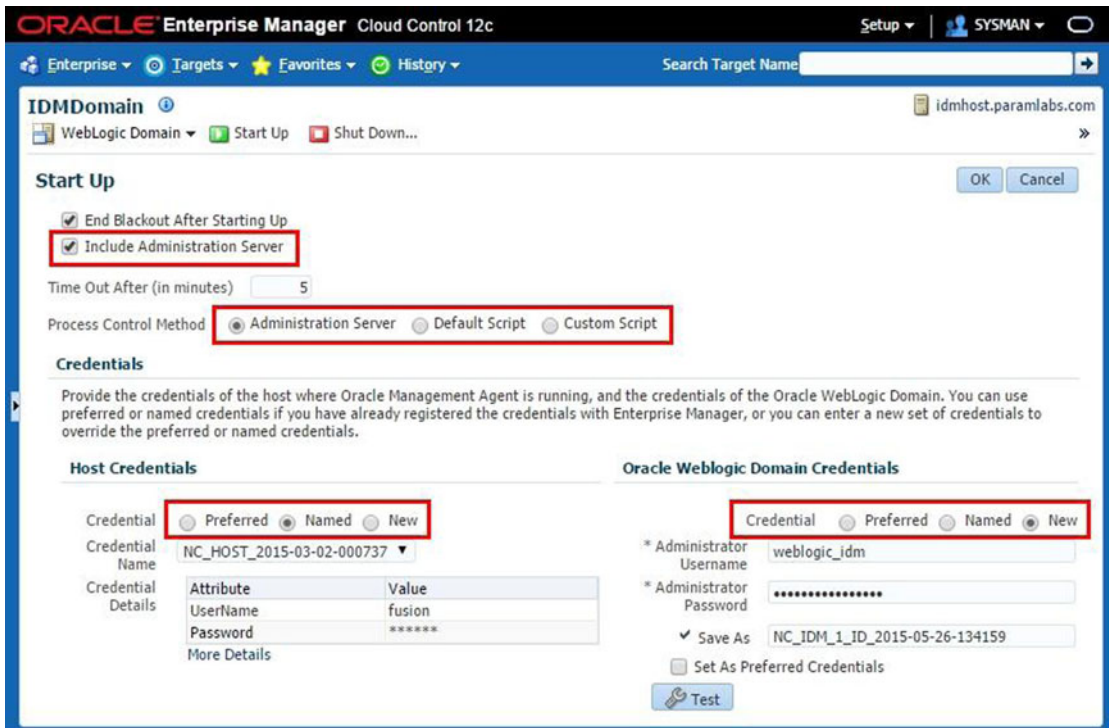 ORACLE Enterprise Manager Cloud Control 12c
Setup SYSMAN
Enterprise Targets Favorites History Search Target Name
IDMDomain idmhost.paramlabs.com
WebLogic Domain Start Up Shut Down... »
Start Up OK Cancel
End Blackout After Starting Up
Include Administration Server
Time Out After (in minutes) 5
Process Control Method Administration Server Default Script Custom Script
Credentials
Provide the credentials of the host where Oracle Management Agent is running, and the credentials of the Oracle WebLogic Domain. You can use
preferred or named credentials if you have already registered the credentials with Enterprise Manager, or you can enter a new set of credentials to
override the preferred or named credentials.
Host Credentials
Credential Preferred Named New
Credential Name NC_HOST_2015-03-02-000737
Credential Details
Attribute Value
UserName fusion
Password ******
More Details
Oracle Weblogic Domain Credentials
Credential Preferred Named New
* Administrator Username weblogic_idm
* Administrator Password ••••••••••••••••
Save As NC_IDM_1_ID_2015-05-26-134159
Set As Preferred Credentials
Test